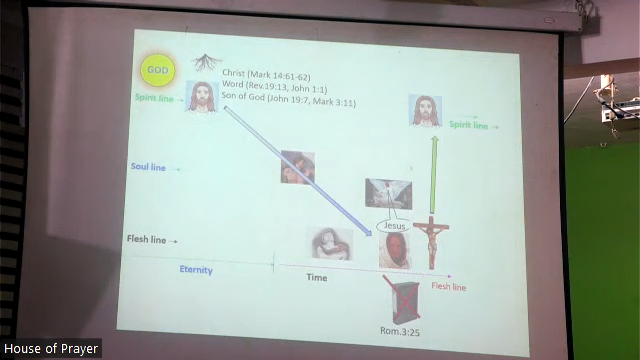 GOD
Christ (Mark 14:61-62)
Word (Rev.19:13, John 1:1)
Son of God (John 19:7, Mark 3:11)
Spirit line →
Spirit line →
Soul line →
Jesus
Flesh line →
Eternity
Time
Flesh line
Rom.3:25
House of Prayer